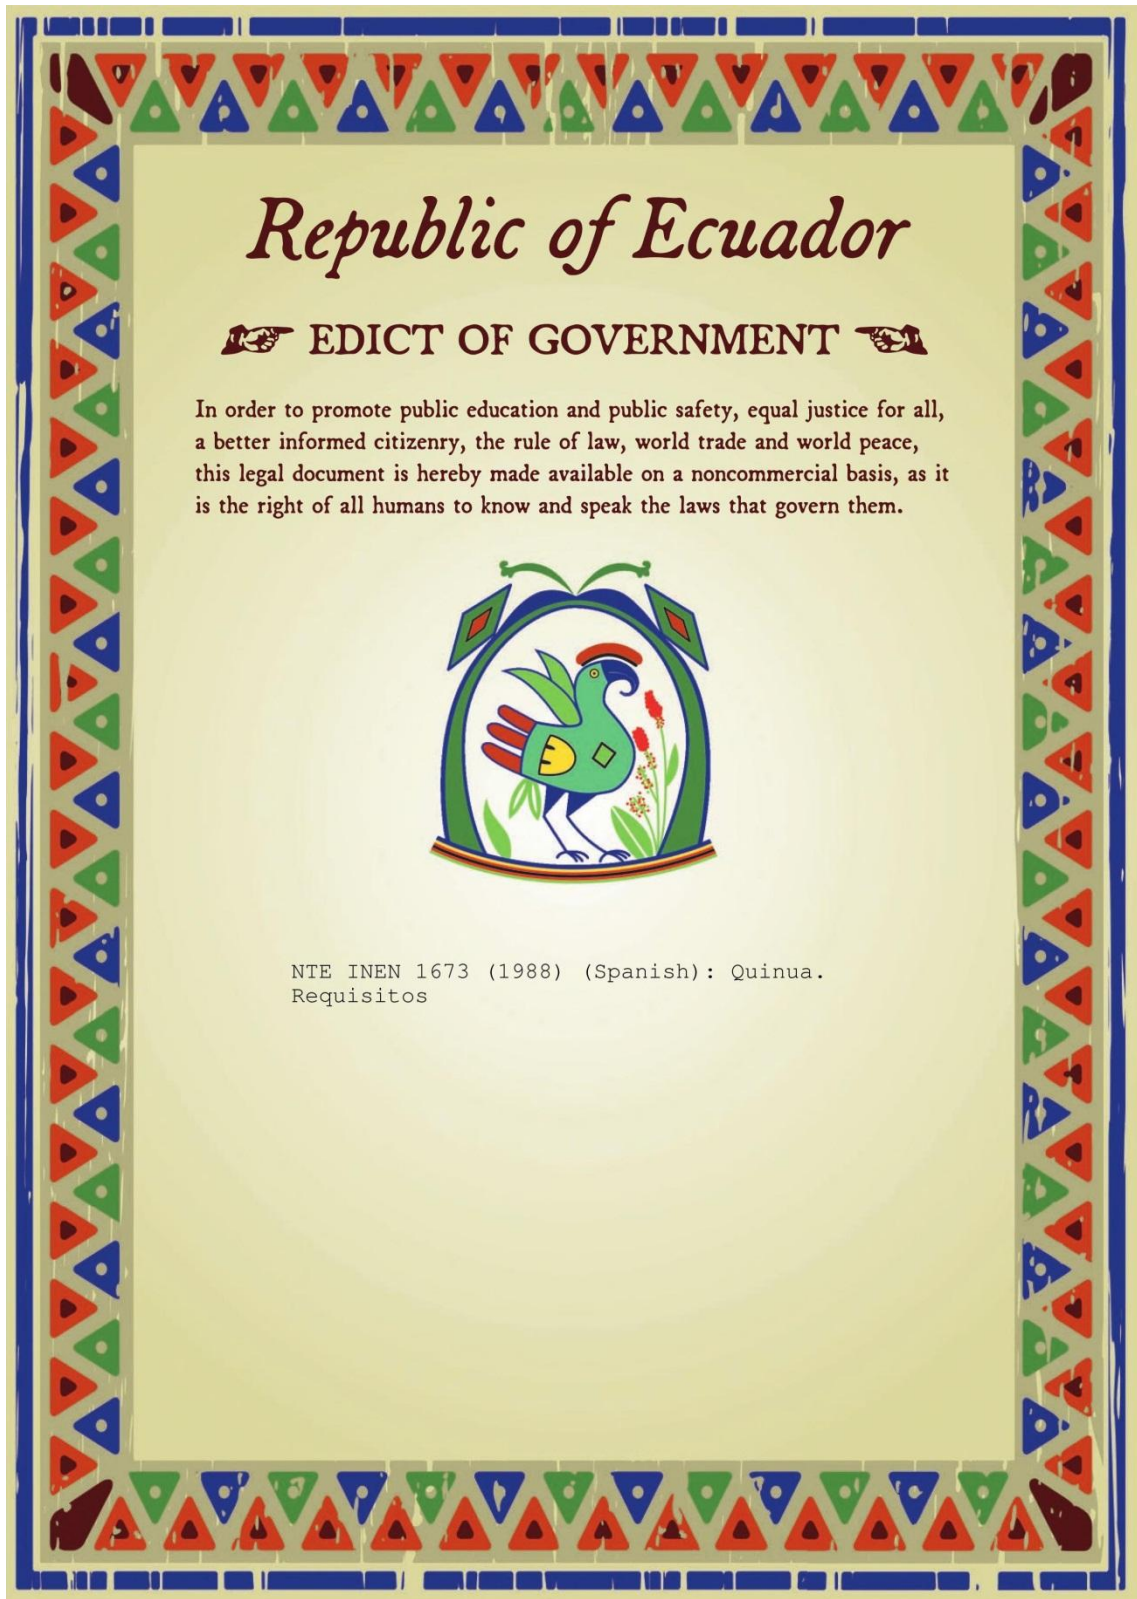 Republic of Ecuador
EDICT OF GOVERNMENT
In order to promote public education and public safety, equal justice for all,
a better informed citizenry, the rule of law, world trade and world peace,
this legal document is hereby made available on a noncommercial basis, as it
is the right of all humans to know and speak the laws that govern them.
NTE INEN 1673 (1988) (Spanish): Quinua.
Requisitos